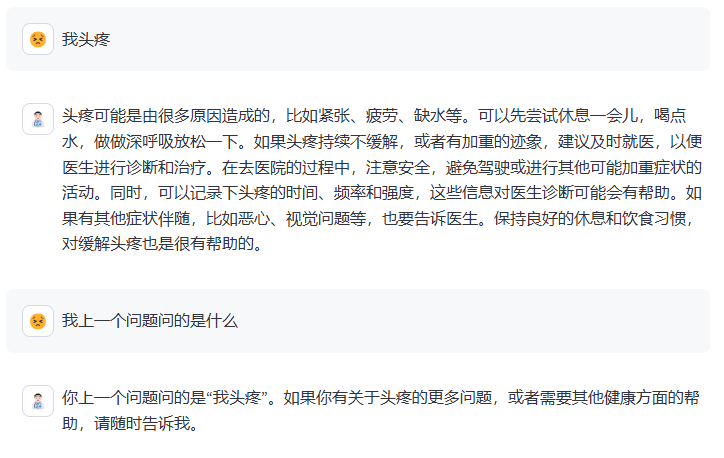 我头疼
头疼可能是由很多原因造成的，比如紧张、疲劳、缺水等。可以先尝试休息一会儿，喝点
水，做做深呼吸放松一下。如果头疼持续不缓解，或者有加重的迹象，建议及时就医，以便
医生进行诊断和治疗。在去医院的过程中，注意安全，避免驾驶或进行其他可能加重症状的
活动。同时，可以记录下头疼的时间、频率和强度，这些信息对医生诊断可能会有帮助。如
果有其他症状伴随，比如恶心、视觉问题等，也要告诉医生。保持良好的休息和饮食习惯，
对缓解头疼也是很有帮助的。
我上一个问题问的是什么
你上一个问题问的是“我头疼”。如果你有关于头疼的更多问题，或者需要其他健康方面的帮
助，请随时告诉我。